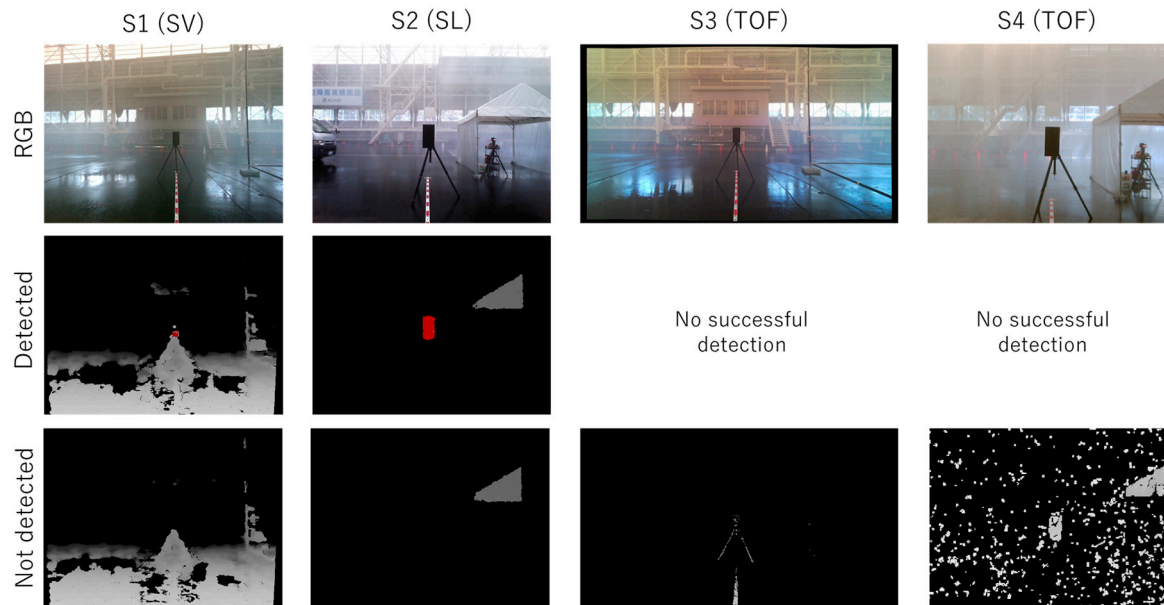 S1 (SV)
S2 (SL)
S3 (TOF)
S4 (TOF)
RGB
Detected
No successful
detection
No successful
detection
Not detected